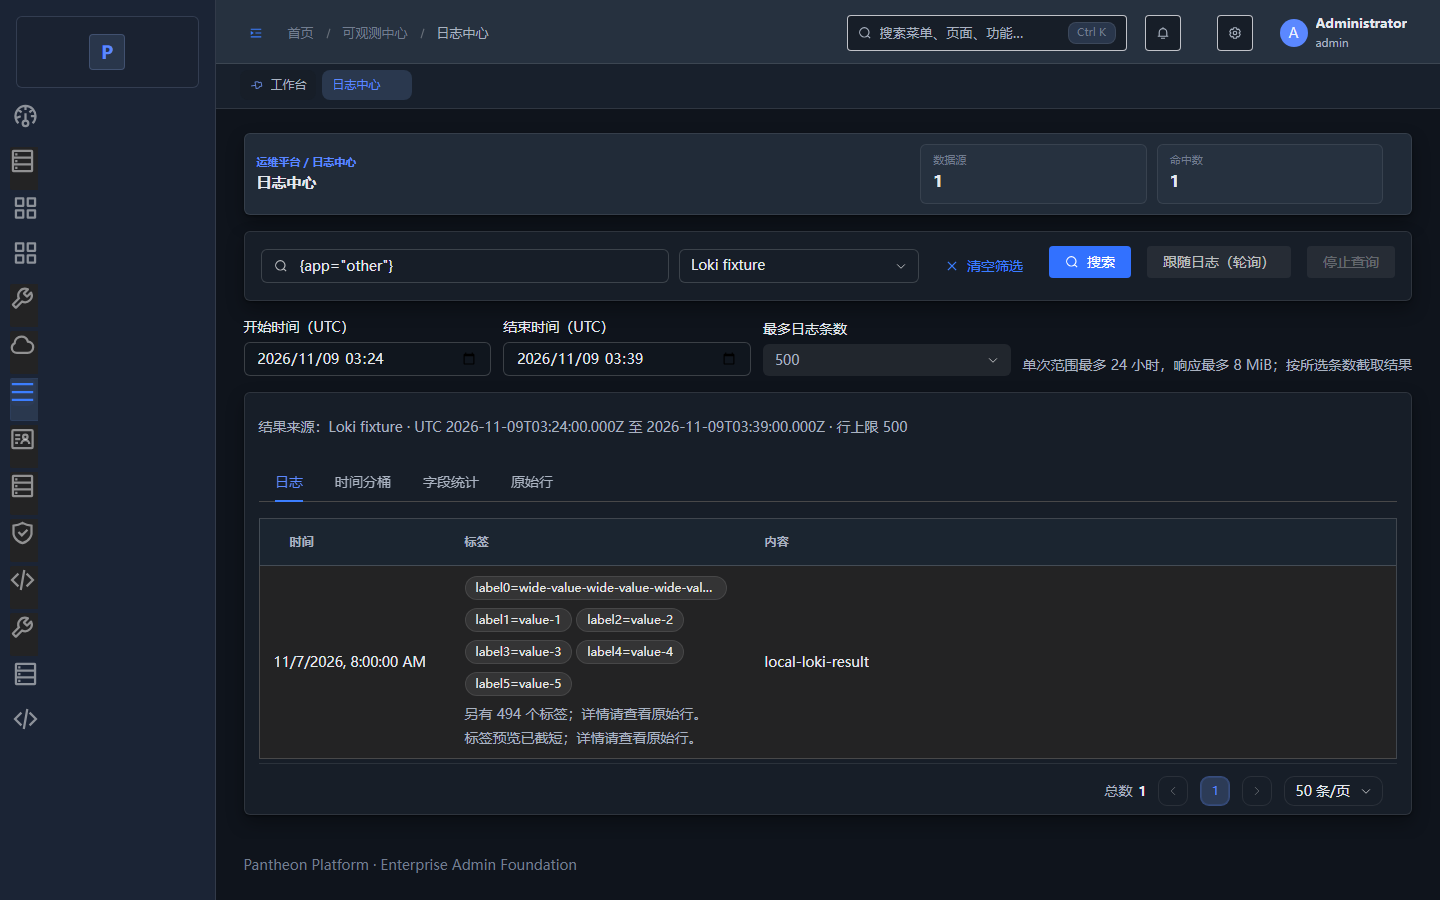 P
首页 / 可观测中心 / 日志中心
搜索菜单、页面、功能... Ctrl K
A
Administrator
admin
工作台 日志中心
运维平台 / 日志中心
日志中心
数据源
1
命中数
1
{app="other"}
Loki fixture
清空筛选
搜索
跟随日志（轮询）
停止查询
开始时间（UTC）
2026/11/09 03:24
结束时间（UTC）
2026/11/09 03:39
最多日志条数
500
单次范围最多 24 小时，响应最多 8 MiB；按所选条数截取结果
结果来源：Loki fixture · UTC 2026-11-09T03:24:00.000Z 至 2026-11-09T03:39:00.000Z · 行上限 500
日志 时间分桶 字段统计 原始行
时间 标签 内容
11/7/2026, 8:00:00 AM
label0=wide-value-wide-value-wide-val...
label1=value-1 label2=value-2
label3=value-3 label4=value-4
label5=value-5
另有 494 个标签；详情请查看原始行。
标签预览已截短；详情请查看原始行。
local-loki-result
总数 1
1
50 条/页
Pantheon Platform · Enterprise Admin Foundation